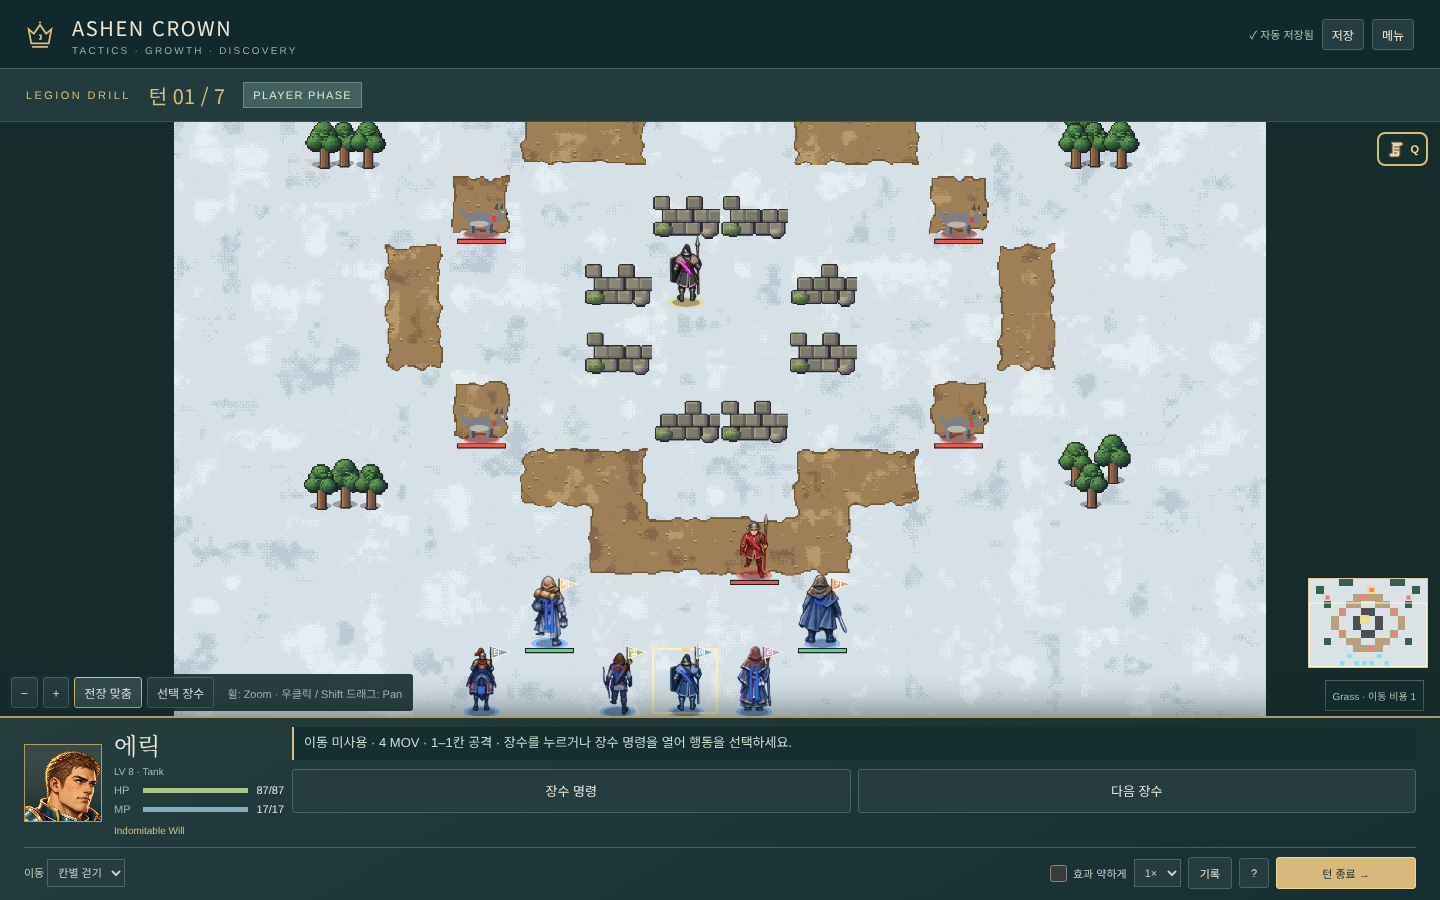 ASHEN CROWN
TACTICS · GROWTH · DISCOVERY
✓ 자동 저장됨
저장
메뉴
LEGION DRILL
턴 01 / 7
PLAYER PHASE
Q
−
+
전장 맞춤
선택 장수
휠: Zoom · 우클릭 / Shift 드래그: Pan
Grass · 이동 비용 1
에릭
LV 8 · Tank
HP 87/87
MP 17/17
Indomitable Will
이동 미사용 · 4 MOV · 1–1칸 공격 · 장수를 누르거나 장수 명령을 열어 행동을 선택하세요.
장수 명령
다음 장수
이동 칸별 걷기
효과 약하게
1×
기록
?
턴 종료 →